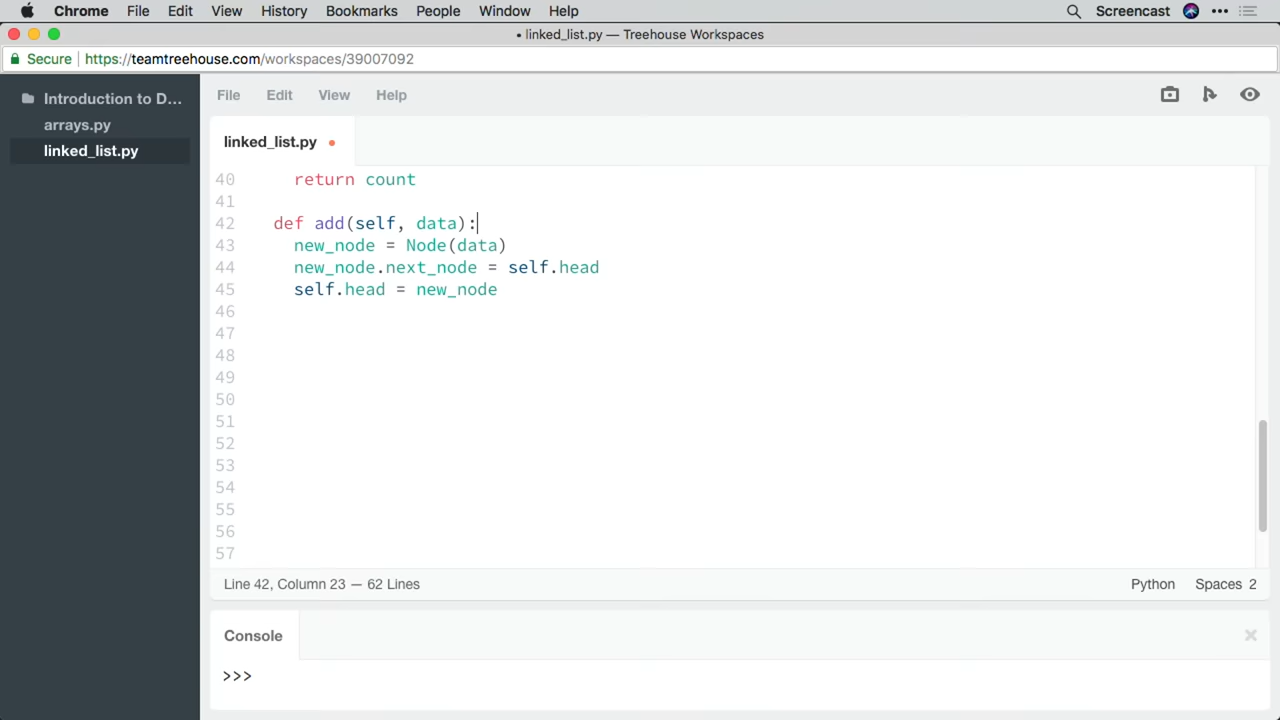 Chrome File Edit View History Bookmarks People Window Help Screencast
• linked_list.py — Treehouse Workspaces
Secure https://teamtreehouse.com/workspaces/39007092
Introduction to D...
arrays.py
linked_list.py
File Edit View Help
linked_list.py
40 return count
41
42 def add(self, data):
43 new_node = Node(data)
44 new_node.next_node = self.head
45 self.head = new_node
46
47
48
49
50
51
52
53
54
55
56
57
Line 42, Column 23 — 62 Lines Python Spaces 2
Console
>>>